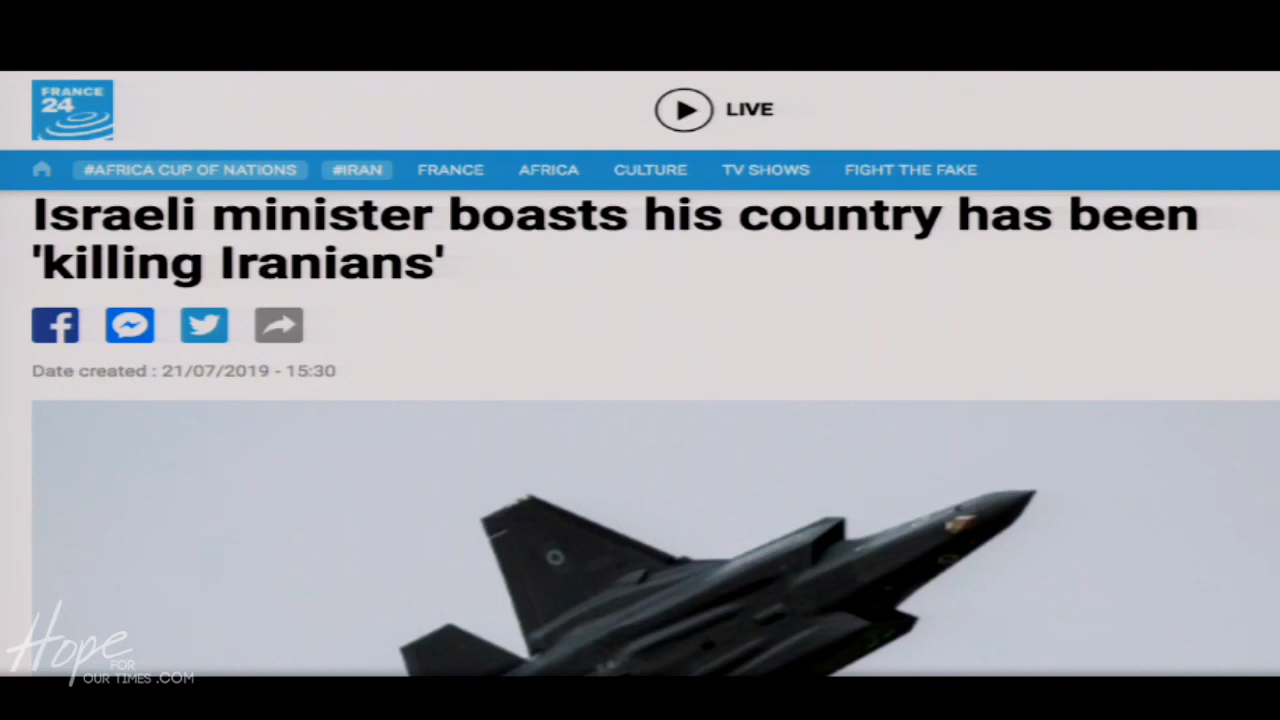 FRANCE
24
LIVE
#AFRICA CUP OF NATIONS #IRAN FRANCE AFRICA CULTURE TV SHOWS FIGHT THE FAKE
Israeli minister boasts his country has been
'killing Iranians'
Date created : 21/07/2019 - 15:30
Hope
FOR
OUR TIMES .COM